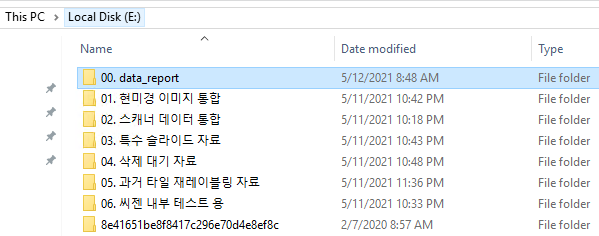 This PC > Local Disk (E:)
Name Date modified Type
00. data_report 5/12/2021 8:48 AM File folder
01. 현미경 이미지 통합 5/11/2021 10:42 PM File folder
02. 스캐너 데이터 통합 5/11/2021 10:18 PM File folder
03. 특수 슬라이드 자료 5/11/2021 10:43 PM File folder
04. 삭제 대기 자료 5/11/2021 10:48 PM File folder
05. 과거 타일 재레이블링 자료 5/11/2021 11:36 PM File folder
06. 씨젠 내부 테스트 용 5/11/2021 10:33 PM File folder
8e41651be8f8417c296e70d4e8ef8c 2/7/2020 8:57 AM File folder